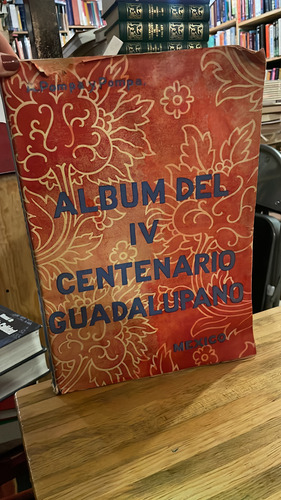 A. Pompa y Pompa
ALBUM DEL
IV
CENTENARIO
GUADALUPANO
MEXICO